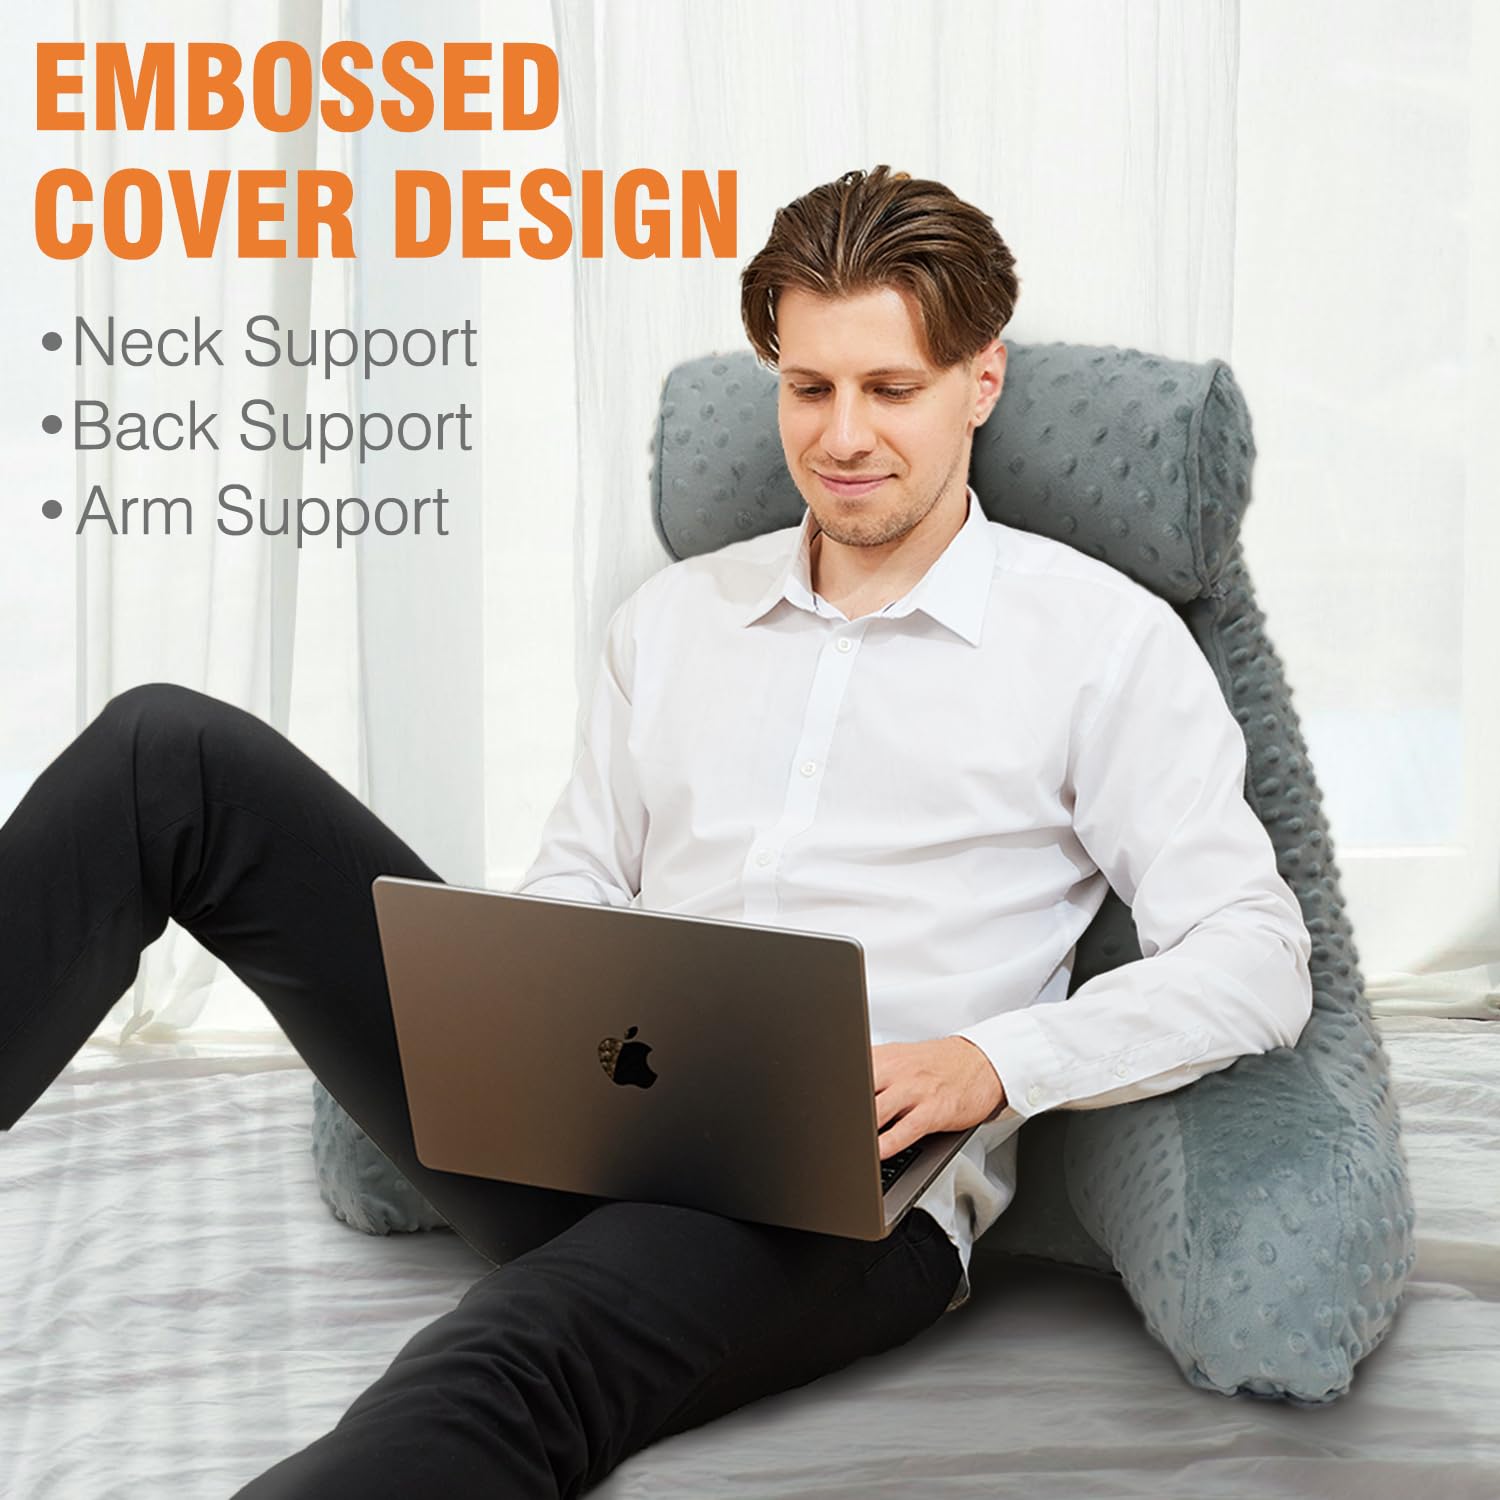 EMBOSSED
COVER DESIGN
•Neck Support
•Back Support
•Arm Support